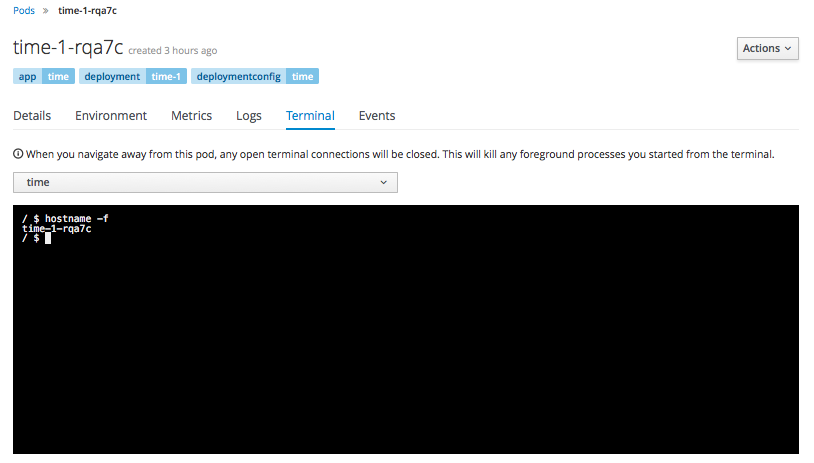 Pods » time-1-rqa7c
time-1-rqa7c created 3 hours ago
Actions
app time deployment time-1 deploymentconfig time
Details Environment Metrics Logs Terminal Events
When you navigate away from this pod, any open terminal connections will be closed. This will kill any foreground processes you started from the terminal.
time
/ $ hostname -f
time-1-rqa7c
/ $